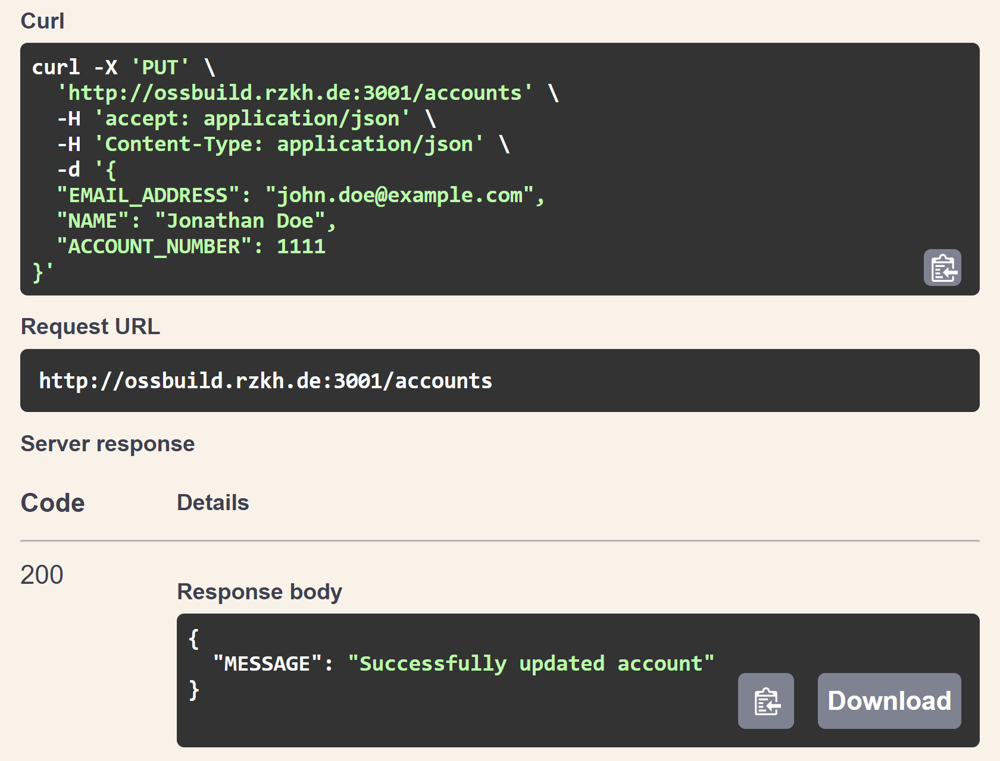 Curl
curl -X 'PUT' \
  'http://ossbuild.rzkh.de:3001/accounts' \
  -H 'accept: application/json' \
  -H 'Content-Type: application/json' \
  -d '{
  "EMAIL_ADDRESS": "john.doe@example.com",
  "NAME": "Jonathan Doe",
  "ACCOUNT_NUMBER": 1111
}'
Request URL
http://ossbuild.rzkh.de:3001/accounts
Server response
Code Details
200
Response body
{
  "MESSAGE": "Successfully updated account"
}
Download